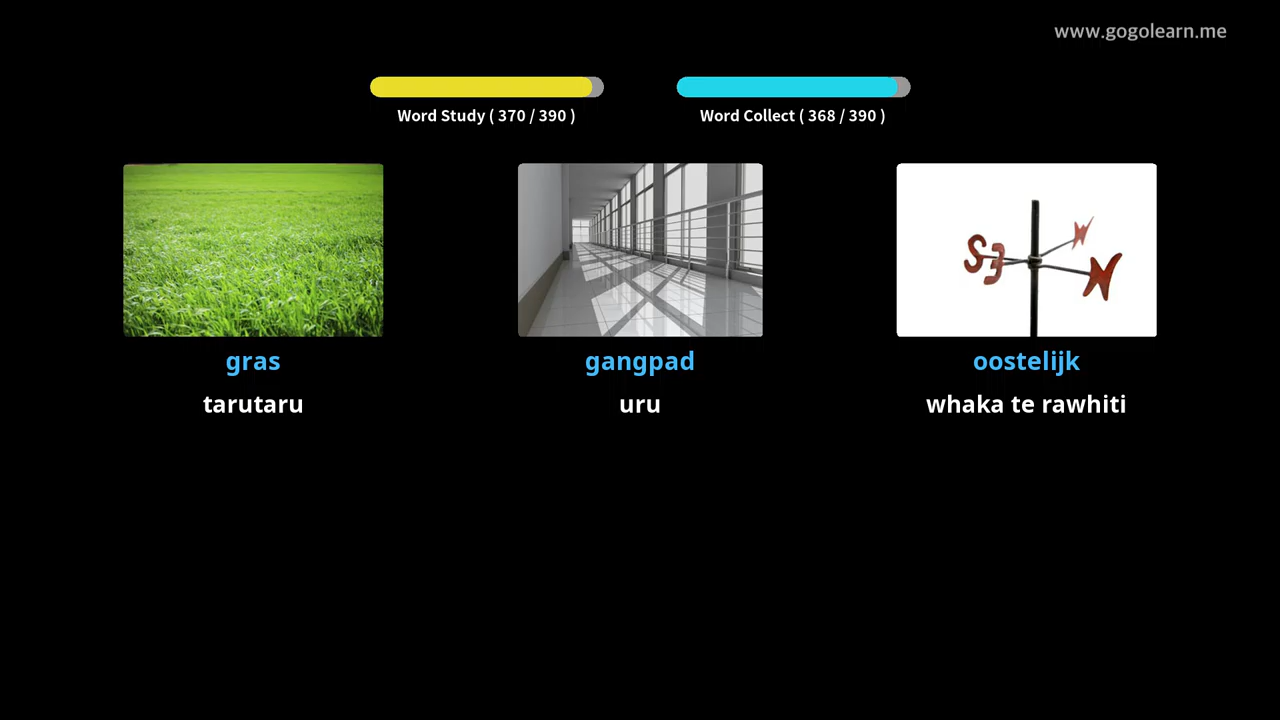 www.gogolearn.me
Word Study ( 370 / 390 )
Word Collect ( 368 / 390 )
S
E
N
W
gras
gangpad
oostelijk
tarutaru
uru
whaka te rawhiti